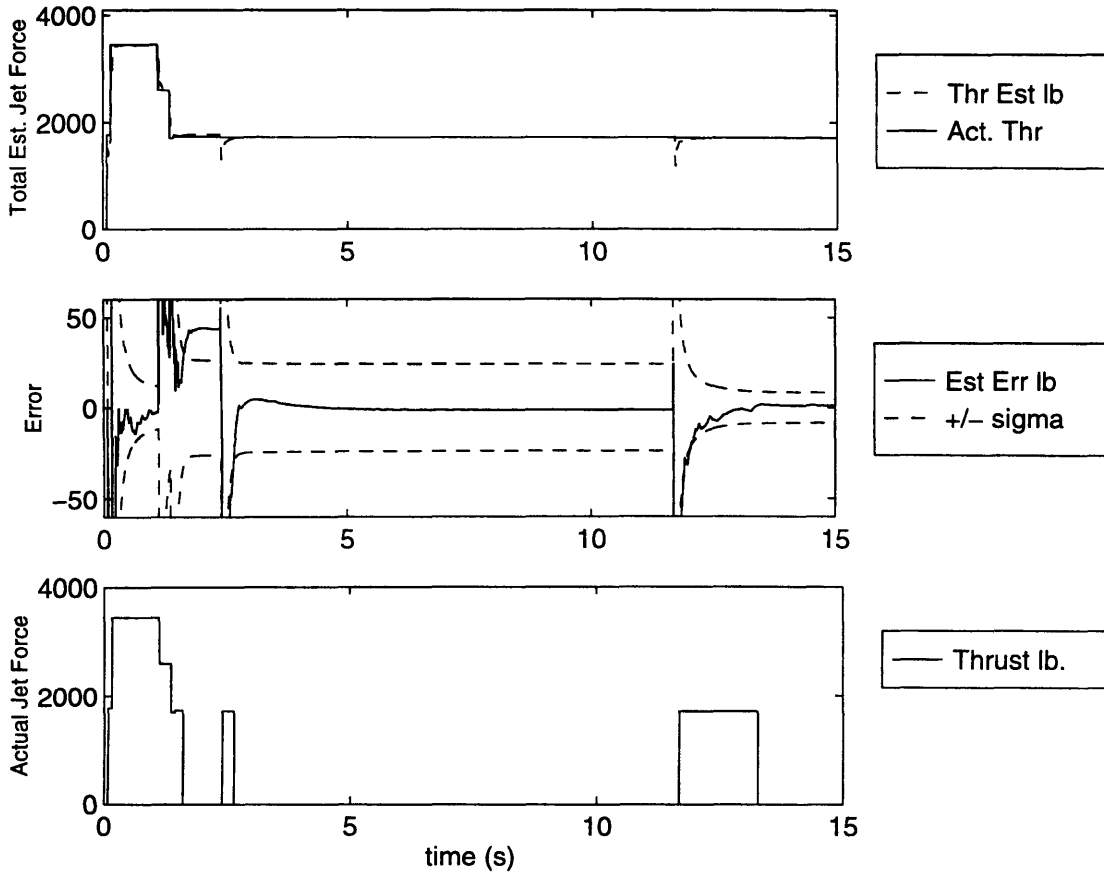 Total Est. Jet Force
4000
2000
0
0
5
10
15
Thr Est lb
Act. Thr
Error
50
0
−50
0
5
10
15
Est Err lb
+/− sigma
Actual Jet Force
4000
2000
0
0
5
10
15
time (s)
Thrust lb.